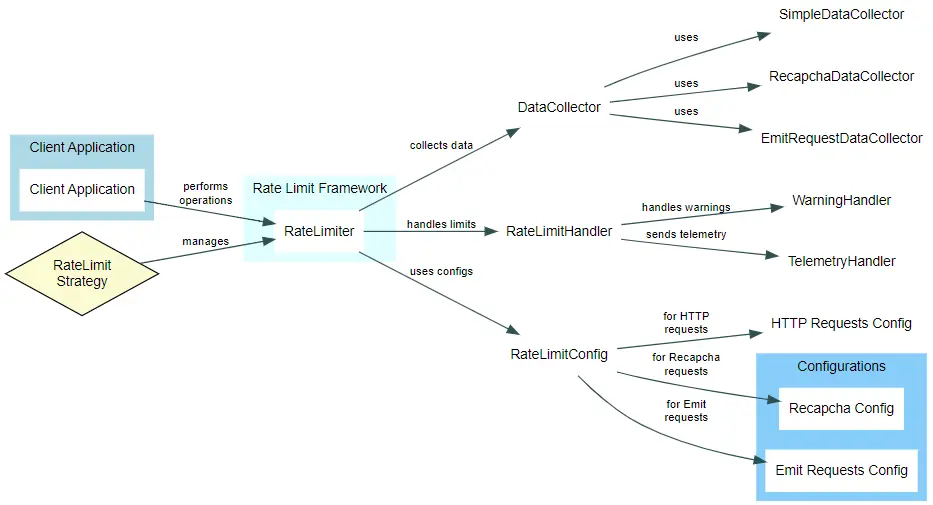 SimpleDataCollector
uses
uses
RecapchaDataCollector
DataCollector
uses
EmitRequestDataCollector
collects data
Client Application
Client Application
performs
operations
Rate Limit Framework
RateLimiter
manages
RateLimit
Strategy
handles limits
RateLimitHandler
handles warnings
WarningHandler
sends telemetry
TelemetryHandler
uses configs
RateLimitConfig
for HTTP
requests
HTTP Requests Config
for Recapcha
requests
Configurations
Recapcha Config
for Emit
requests
Emit Requests Config